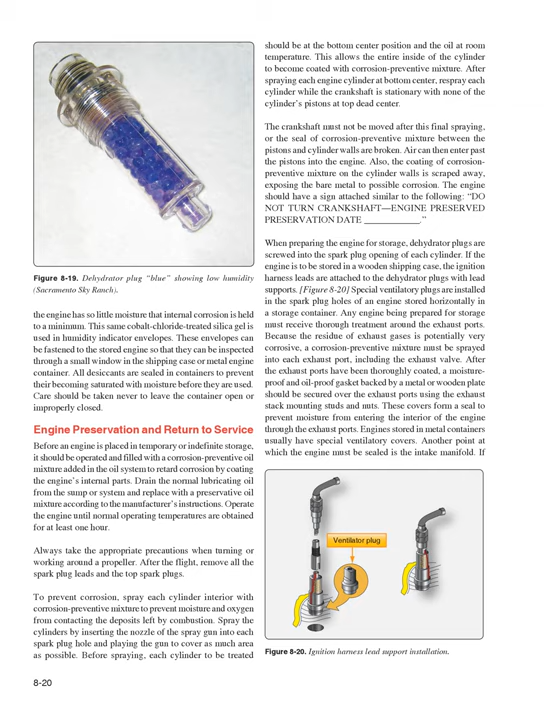 Figure 8-19. Dehydrator plug “blue” showing low humidity
(Sacramento Sky Ranch).
the engine has so little moisture that internal corrosion is held
to a minimum. This same cobalt-chloride-treated silica gel is
used in humidity indicator envelopes. These envelopes can
be fastened to the stored engine so that they can be inspected
through a small window in the shipping case or metal engine
container. All desiccants are sealed in containers to prevent
their becoming saturated with moisture before they are used.
Care should be taken never to leave the container open or
improperly closed.
Engine Preservation and Return to Service
Before an engine is placed in temporary or indefinite storage,
it should be operated and filled with a corrosion-preventive oil
mixture added in the oil system to retard corrosion by coating
the engine’s internal parts. Drain the normal lubricating oil
from the sump or system and replace with a preservative oil
mixture according to the manufacturer’s instructions. Operate
the engine until normal operating temperatures are obtained
for at least one hour.
Always take the appropriate precautions when turning or
working around a propeller. After the flight, remove all the
spark plug leads and the top spark plugs.
To prevent corrosion, spray each cylinder interior with
corrosion-preventive mixture to prevent moisture and oxygen
from contacting the deposits left by combustion. Spray the
cylinders by inserting the nozzle of the spray gun into each
spark plug hole and playing the gun to cover as much area
as possible. Before spraying, each cylinder to be treated
should be at the bottom center position and the oil at room
temperature. This allows the entire inside of the cylinder
to become coated with corrosion-preventive mixture. After
spraying each engine cylinder at bottom center, respray each
cylinder while the crankshaft is stationary with none of the
cylinder’s pistons at top dead center.
The crankshaft must not be moved after this final spraying,
or the seal of corrosion-preventive mixture between the
pistons and cylinder walls are broken. Air can then enter past
the pistons into the engine. Also, the coating of corrosion-
preventive mixture on the cylinder walls is scraped away,
exposing the bare metal to possible corrosion. The engine
should have a sign attached similar to the following: “DO
NOT TURN CRANKSHAFT—ENGINE PRESERVED
PRESERVATION DATE ____________.”
When preparing the engine for storage, dehydrator plugs are
screwed into the spark plug opening of each cylinder. If the
engine is to be stored in a wooden shipping case, the ignition
harness leads are attached to the dehydrator plugs with lead
supports. [Figure 8-20] Special ventilatory plugs are installed
in the spark plug holes of an engine stored horizontally in
a storage container. Any engine being prepared for storage
must receive thorough treatment around the exhaust ports.
Because the residue of exhaust gases is potentially very
corrosive, a corrosion-preventive mixture must be sprayed
into each exhaust port, including the exhaust valve. After
the exhaust ports have been thoroughly coated, a moisture-
proof and oil-proof gasket backed by a metal or wooden plate
should be secured over the exhaust ports using the exhaust
stack mounting studs and nuts. These covers form a seal to
prevent moisture from entering the interior of the engine
through the exhaust ports. Engines stored in metal containers
usually have special ventilatory covers. Another point at
which the engine must be sealed is the intake manifold. If
Ventilator plug
Figure 8-20. Ignition harness lead support installation.
8-20